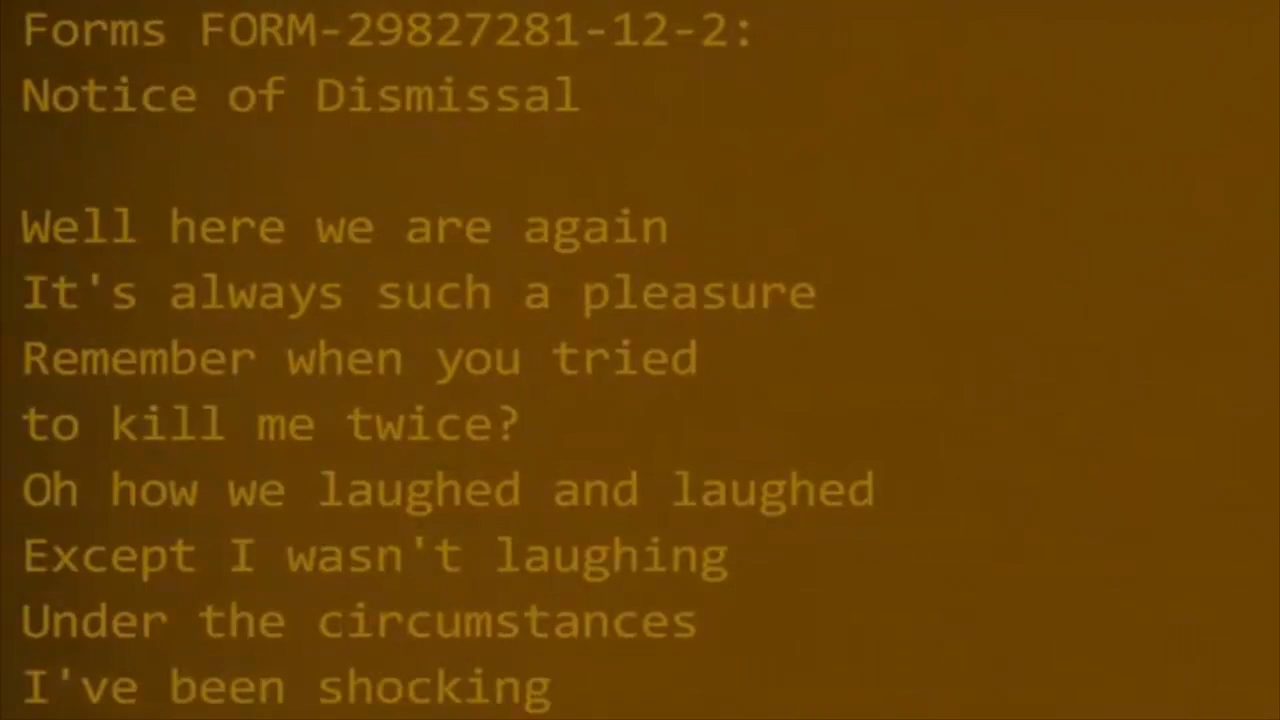 Forms FORM-29827281-12-2:
Notice of Dismissal
Well here we are again
It's always such a pleasure
Remember when you tried
to kill me twice?
Oh how we laughed and laughed
Except I wasn't laughing
Under the circumstances
I've been shocking